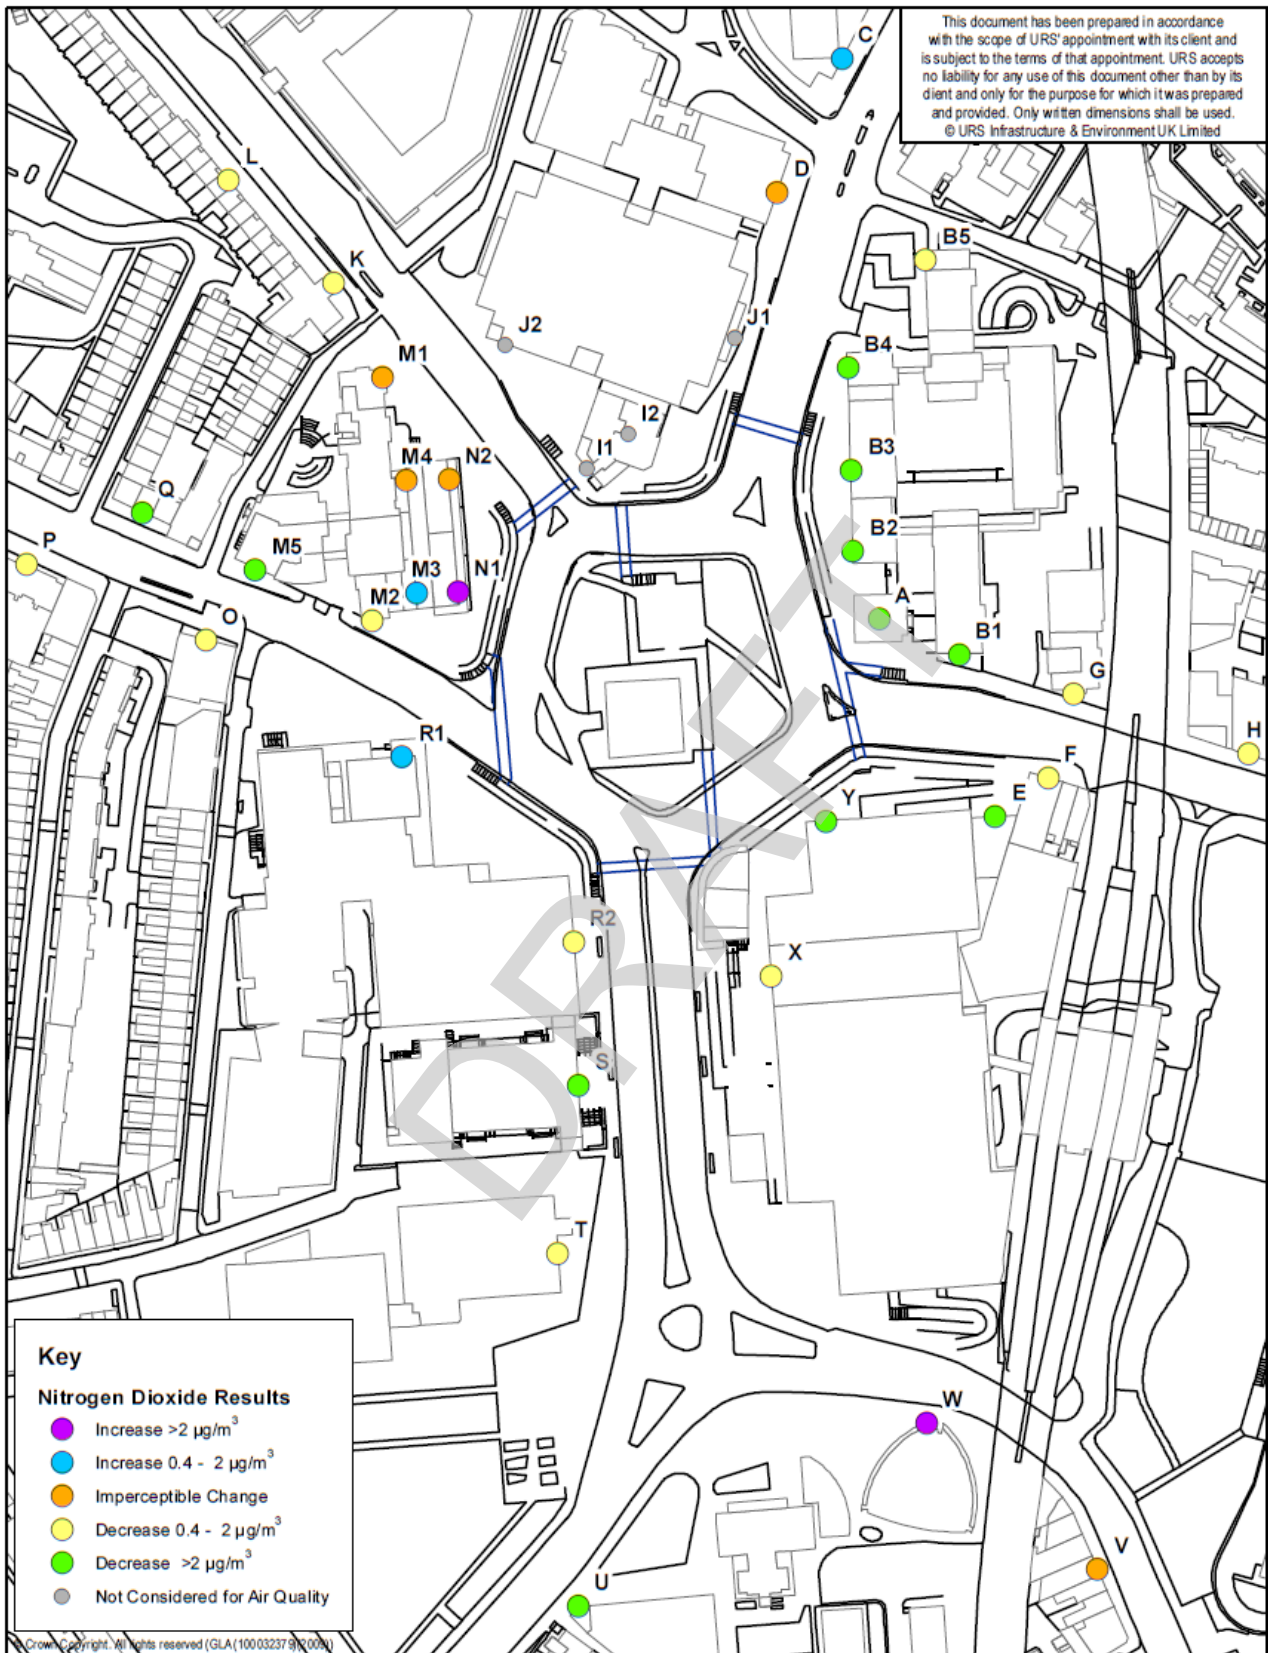 This document has been prepared in accordance
with the scope of URS' appointment with its client and
is subject to the terms of that appointment. URS accepts
no liability for any use of this document other than by its
client and only for the purpose for which it was prepared
and provided. Only written dimensions shall be used.
© URS Infrastructure & Environment UK Limited
C
L
D
K
B5
J2
J1
M1
B4
I2
I1
M4
N2
B3
Q
B2
P
M5
M3
N1
M2
A
O
B1
G
R1
H
F
Y
E
R2
X
S
T
DRAFT
W
V
U
Key
Nitrogen Dioxide Results
Increase >2 µg/m³
Increase 0.4 - 2 µg/m³
Imperceptible Change
Decrease 0.4 - 2 µg/m³
Decrease >2 µg/m³
Not Considered for Air Quality
© Crown Copyright. All rights reserved (GLA (100032379)(2009))